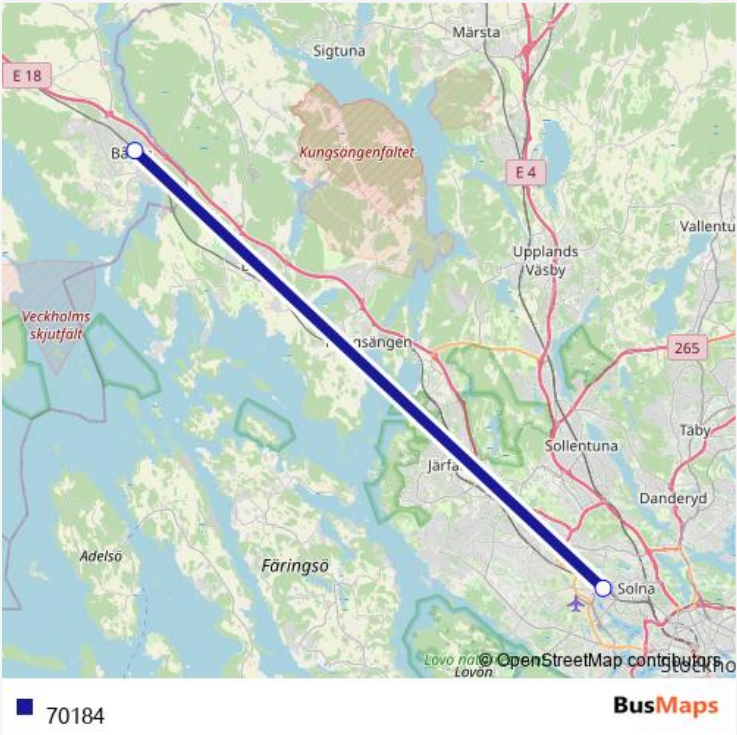 Märsta
Sigtuna
E 18
Kungsängenfältet
E 4
Vallentu
Upplands
Väsby
Veckholms
skjutfält
265
Täby
Sollentuna
Danderyd
Adelsö
Färingsö
Solna
Lovön
© OpenStreetMap contributors
70184
BusMaps